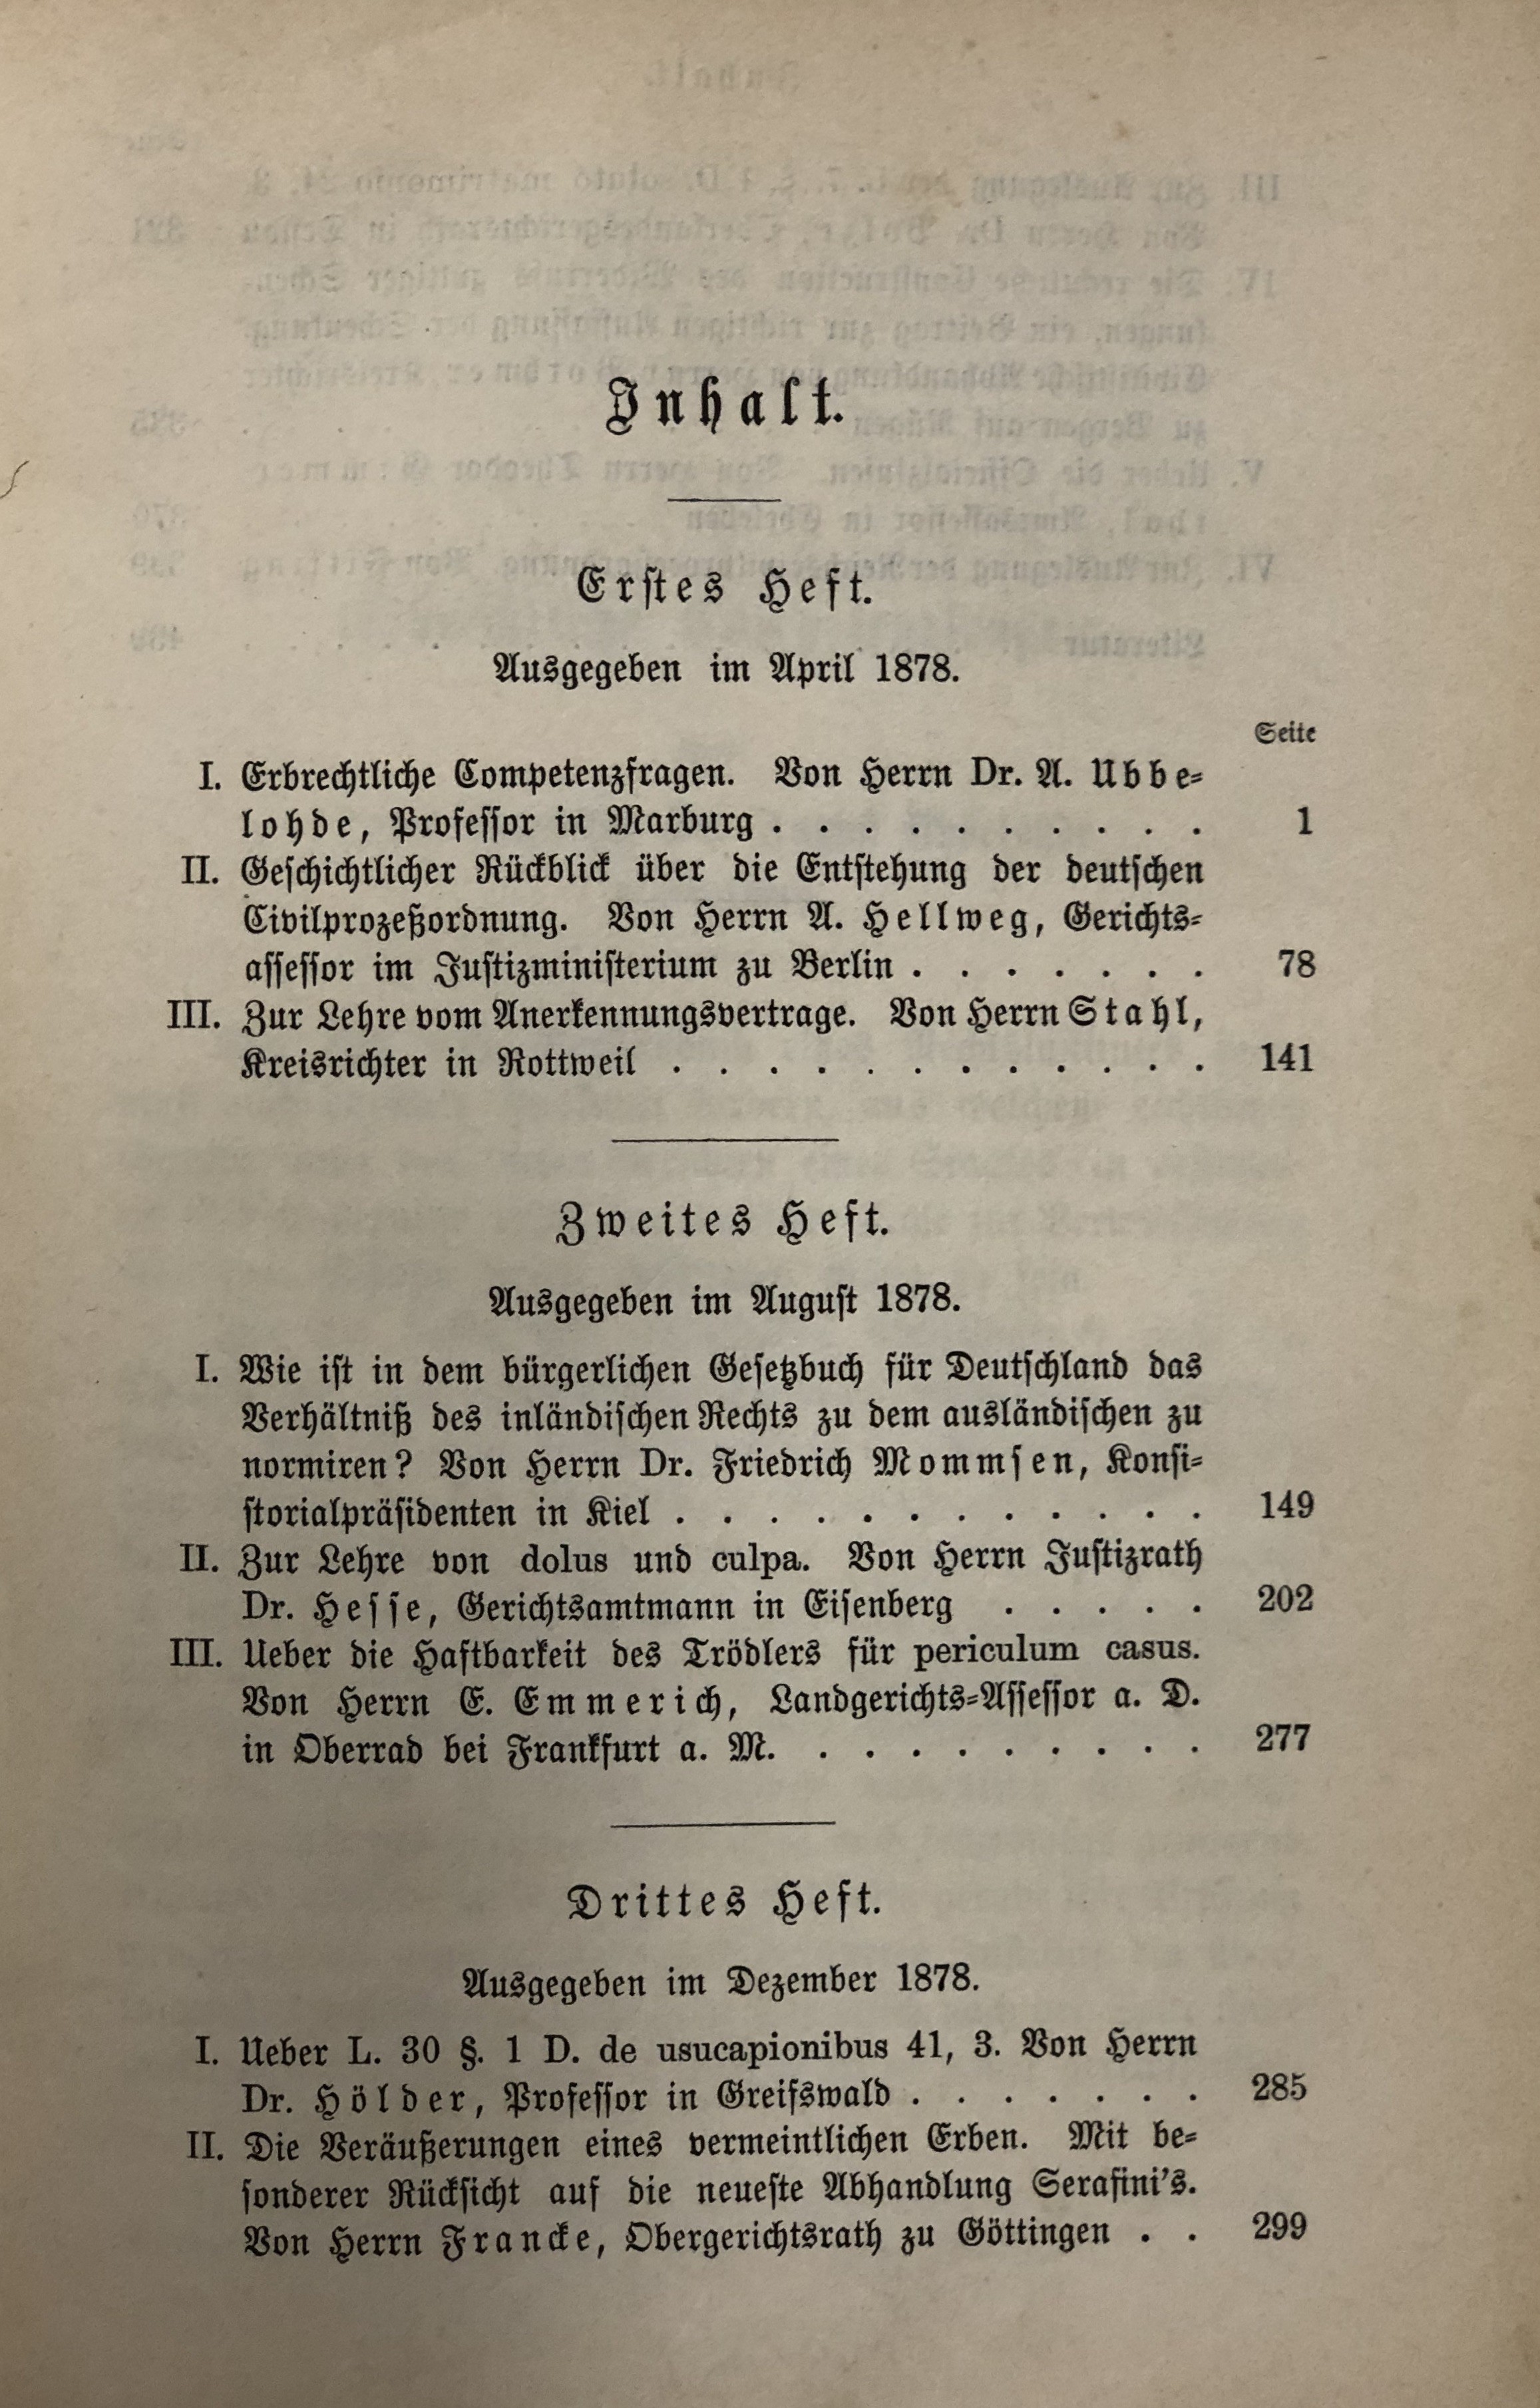 Inhalt.
Erstes Heft.
Ausgegeben im April 1878.
Seite
I. Erbrechtliche Competenzfragen. Von Herrn Dr. A. Ubbe-
lohde, Professor in Marburg . . . . . . . . . . 1
II. Geschichtlicher Rückblick über die Entstehung der deutschen
Civilprozeßordnung. Von Herrn A. Hellweg, Gerichts-
assessor im Justizministerium zu Berlin . . . . . . . 78
III. Zur Lehre vom Anerkennungsvertrage. Von Herrn Stahl,
Kreisrichter in Rottweil . . . . . . . . . . . . 141
Zweites Heft.
Ausgegeben im August 1878.
I. Wie ist in dem bürgerlichen Gesetzbuch für Deutschland das
Verhältniß des inländischen Rechts zu dem ausländischen zu
normiren? Von Herrn Dr. Friedrich Mommsen, Konsi-
storialpräsidenten in Kiel . . . . . . . . . . . . 149
II. Zur Lehre von dolus und culpa. Von Herrn Justizrath
Dr. Hesse, Gerichtsamtmann in Eisenberg . . . . . 202
III. Ueber die Haftbarkeit des Trödlers für periculum casus.
Von Herrn E. Emmerich, Landgerichts-Assessor a. D.
in Oberrad bei Frankfurt a. M. . . . . . . . . . 277
Drittes Heft.
Ausgegeben im Dezember 1878.
I. Ueber L. 30 §. 1 D. de usucapionibus 41, 3. Von Herrn
Dr. Hölder, Professor in Greifswald . . . . . . . 285
II. Die Veräußerungen eines vermeintlichen Erben. Mit be-
sonderer Rücksicht auf die neueste Abhandlung Serafini's.
Von Herrn Francke, Obergerichtsrath zu Göttingen . . 299